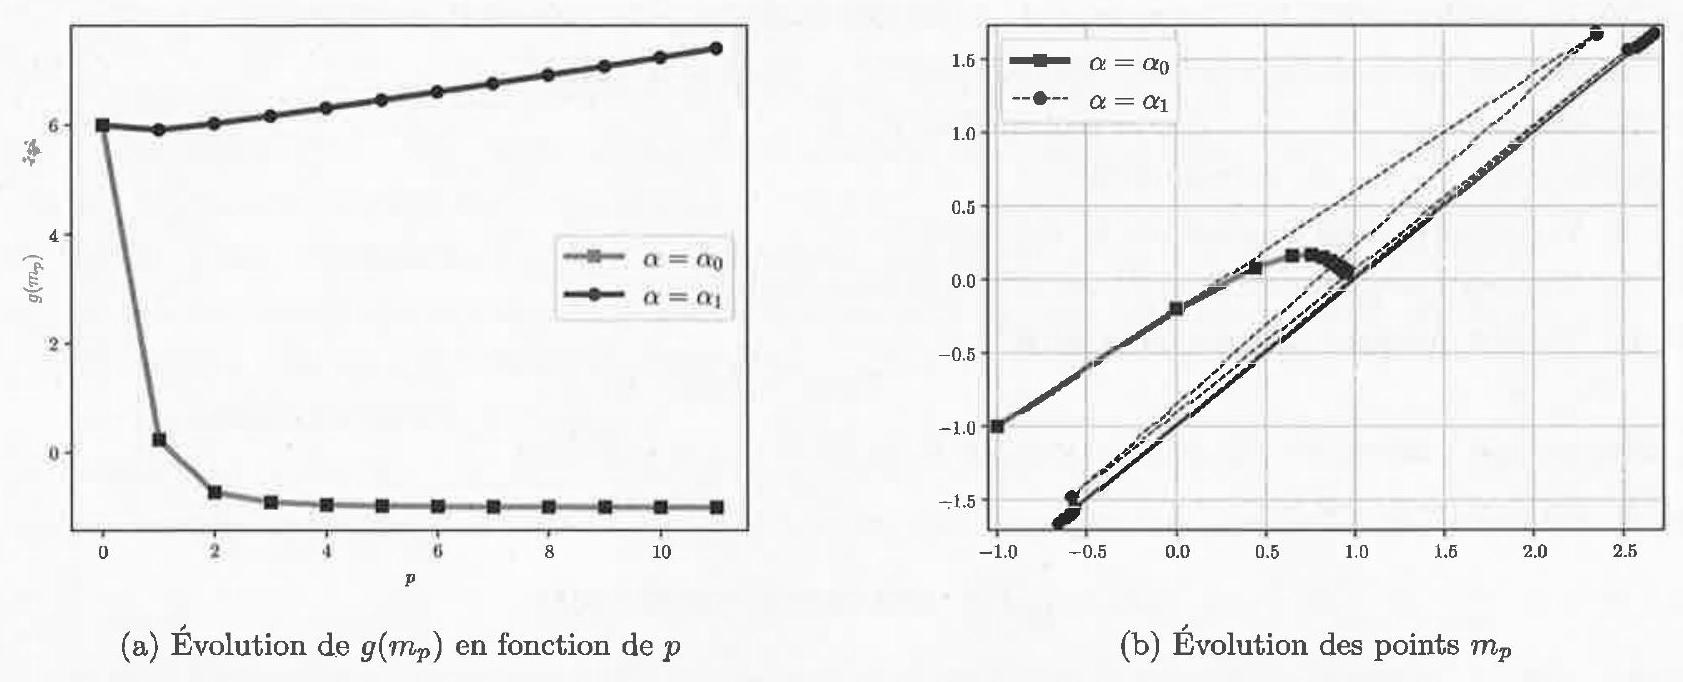 6
4
2
0
g(m_p)
α = α₀
α = α₁
0 2 4 6 8 10
p
(a) Évolution de g(m_p) en fonction de p
α = α₀
α = α₁
1.5
1.0
0.5
0.0
−0.5
−1.0
−1.5
−1.0 −0.5 0.0 0.5 1.0 1.5 2.0 2.5
(b) Évolution des points m_p